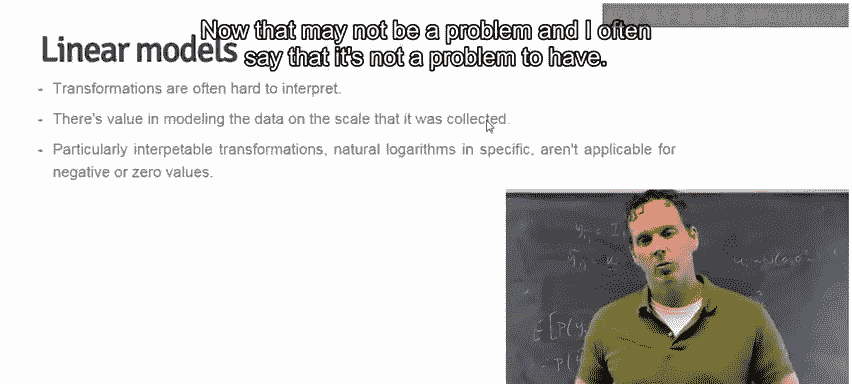 Now that may not be a problem and I often
say that it's not a problem to have.
Linear models
- Transformations are often hard to interpret.
- There's value in modeling the data on the scale that it was collected.
- Particularly interpetable transformations, natural logarithms in specific, aren't applicable for
negative or zero values.